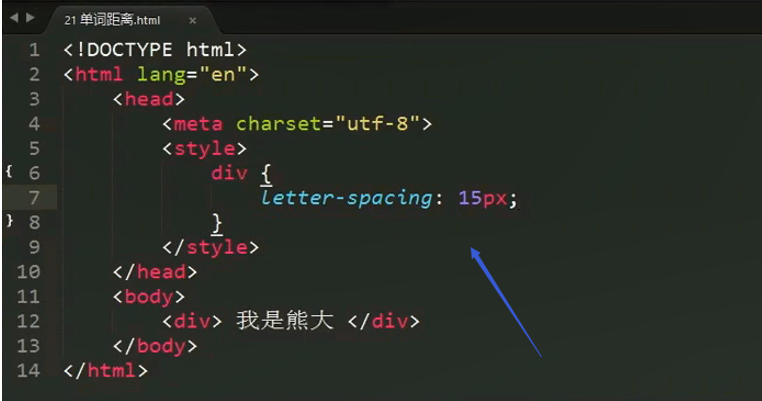 21 单词距离.html ×
1 <!DOCTYPE html>
2 <html lang="en">
3 <head>
4 <meta charset="utf-8">
5 <style>
{ 6 div {
7 letter-spacing: 15px;
} 8 }
9 </style>
10 </head>
11 <body>
12 <div> 我是熊大 </div>
13 </body>
14 </html>